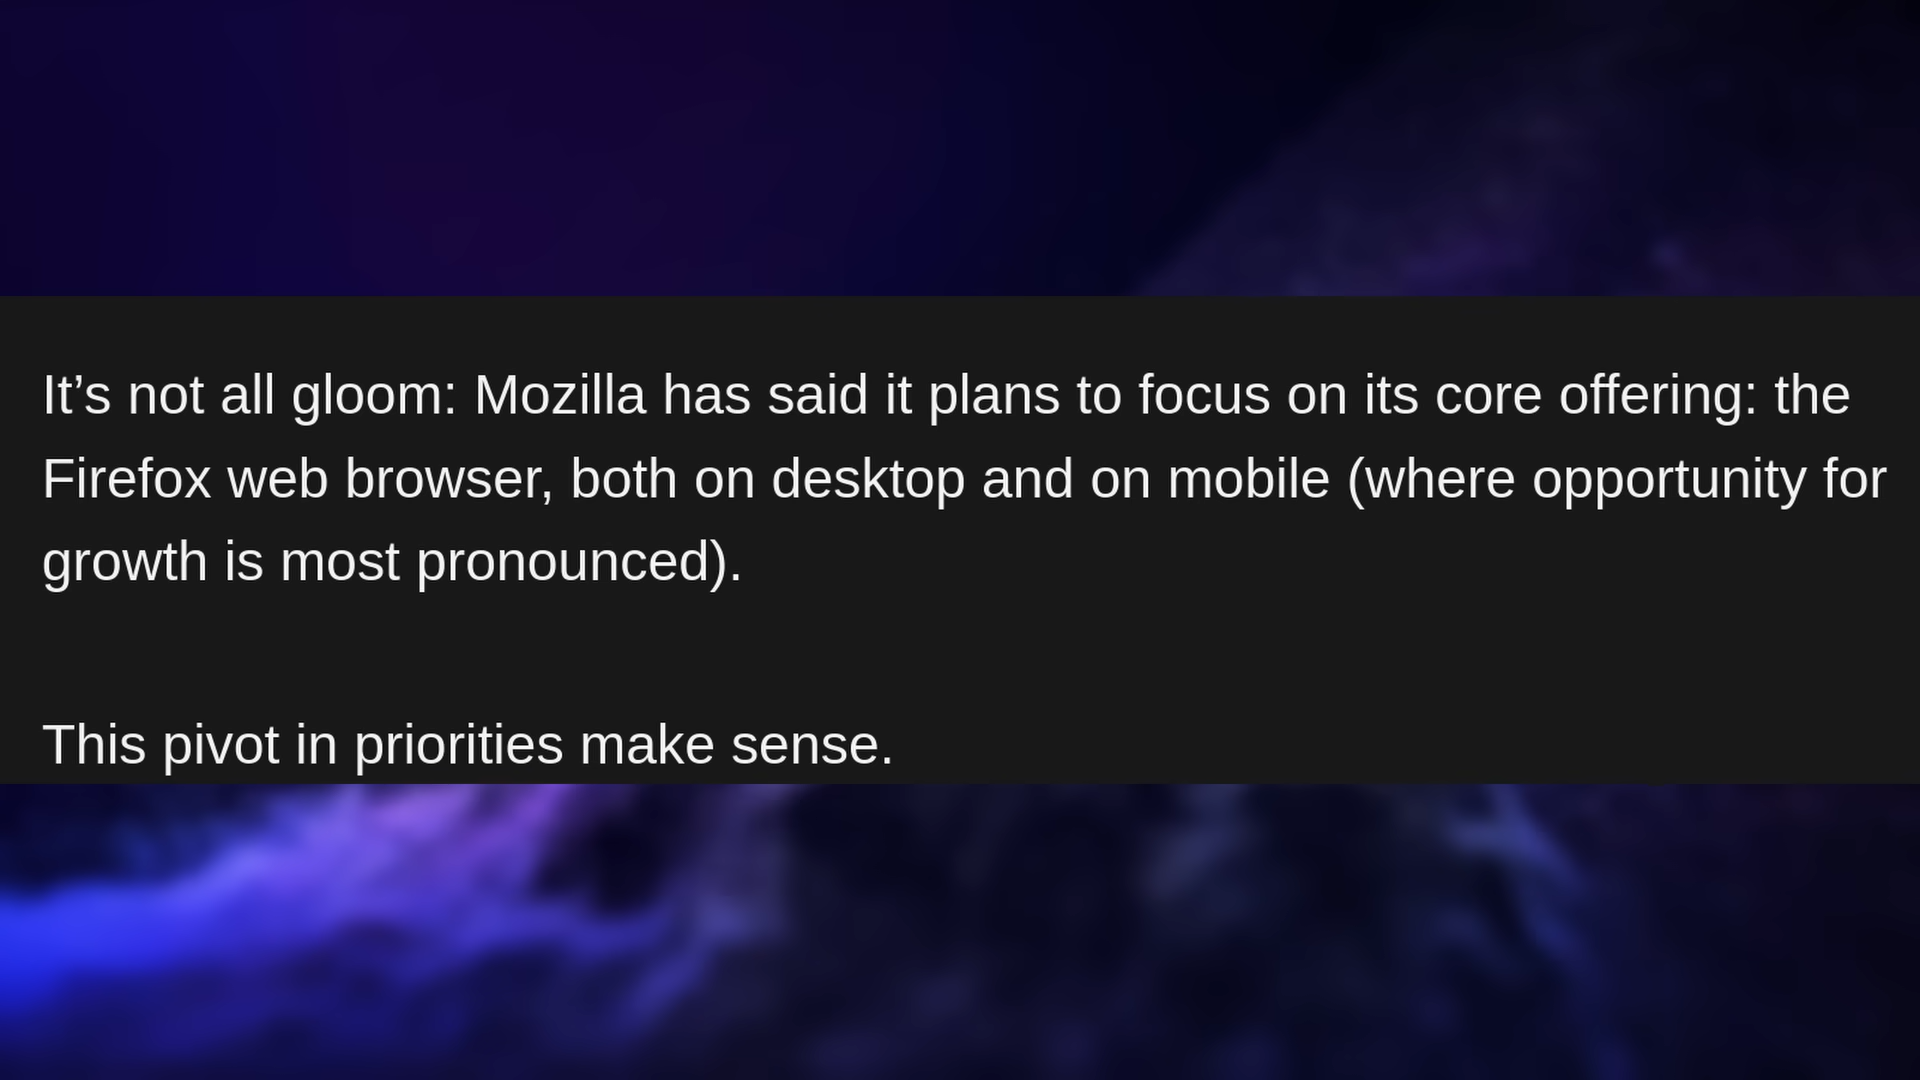 It’s not all gloom: Mozilla has said it plans to focus on its core offering: the
Firefox web browser, both on desktop and on mobile (where opportunity for
growth is most pronounced).
This pivot in priorities make sense.